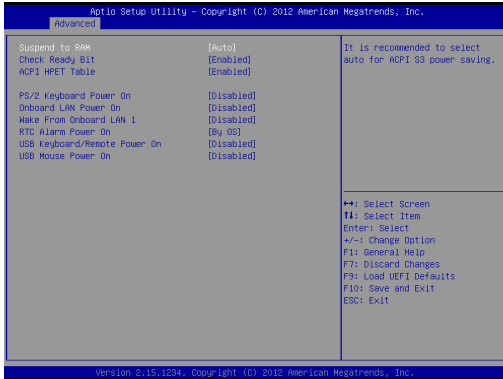 Aptio Setup Utility – Copyright (C) 2012 American Megatrends, Inc.
Advanced
Suspend to RAM [Auto]
Check Ready Bit [Enabled]
ACPI HPET Table [Enabled]
PS/2 Keyboard Power On [Disabled]
Onboard LAN Power On [Disabled]
Wake From Onboard LAN 1 [Disabled]
RTC Alarm Power On [By OS]
USB Keyboard/Remote Power On [Disabled]
USB Mouse Power On [Disabled]
It is recommended to select
auto for ACPI S3 power saving.
↔: Select Screen
↑↓: Select Item
Enter: Select
+/-: Change Option
F1: General Help
F7: Discard Changes
F9: Load UEFI Defaults
F10: Save and Exit
ESC: Exit
Version 2.15.1234. Copyright (C) 2012 American Megatrends, Inc.